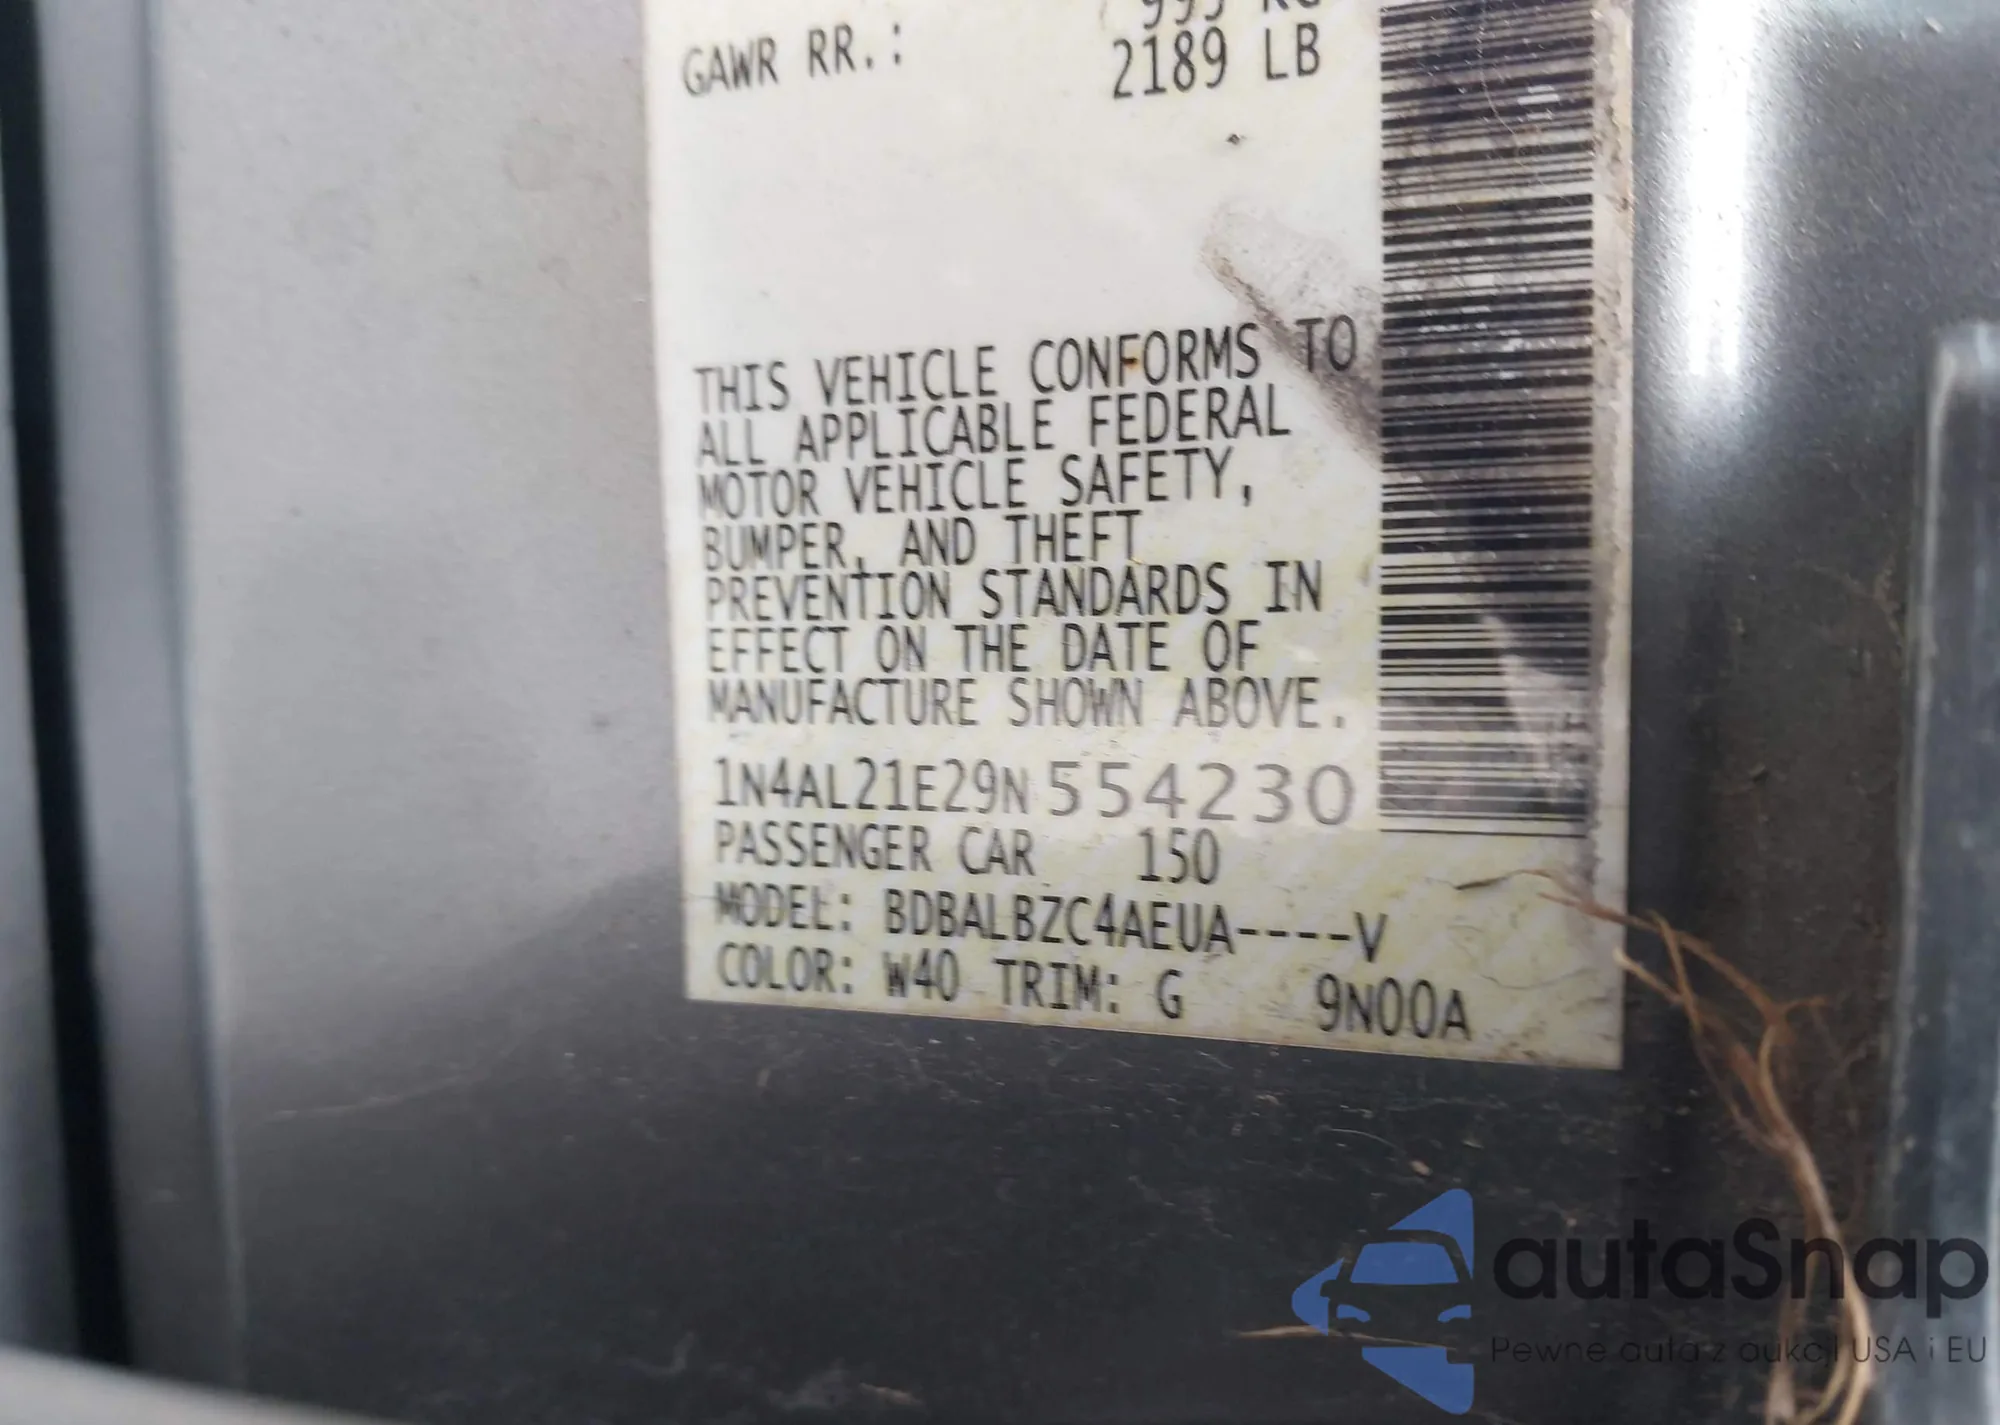 GAWR RR.: 2189 LB
THIS VEHICLE CONFORMS TO
ALL APPLICABLE FEDERAL
MOTOR VEHICLE SAFETY,
BUMPER, AND THEFT
PREVENTION STANDARDS IN
EFFECT ON THE DATE OF
MANUFACTURE SHOWN ABOVE.
1N4AL21E29N554230
PASSENGER CAR 150
MODEL: BDBALBZC4AEUA----V
COLOR: W40 TRIM: G 9N00A
autaSnap
Pewne auta z aukcji USA i EU